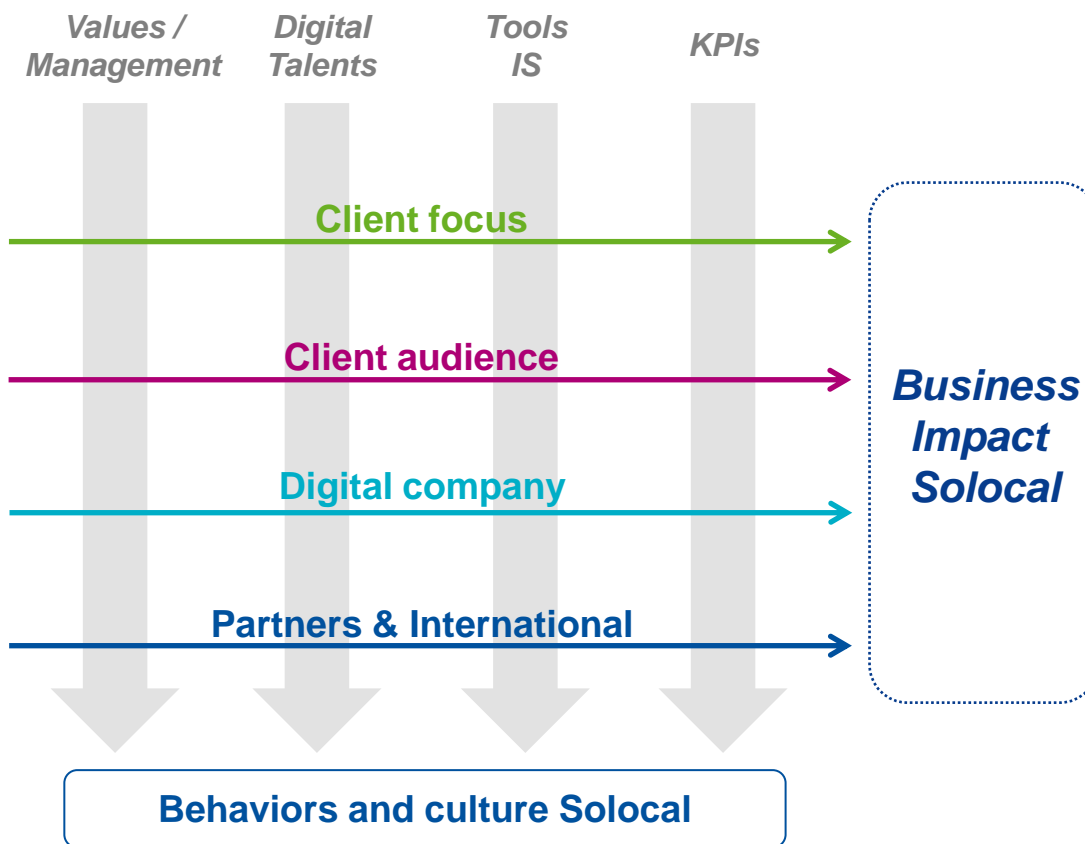 Values /
Management
Digital
Talents
Tools
IS
KPIs
Client focus
Client audience
Digital company
Partners & International
Business
Impact
Solocal
Behaviors and culture Solocal